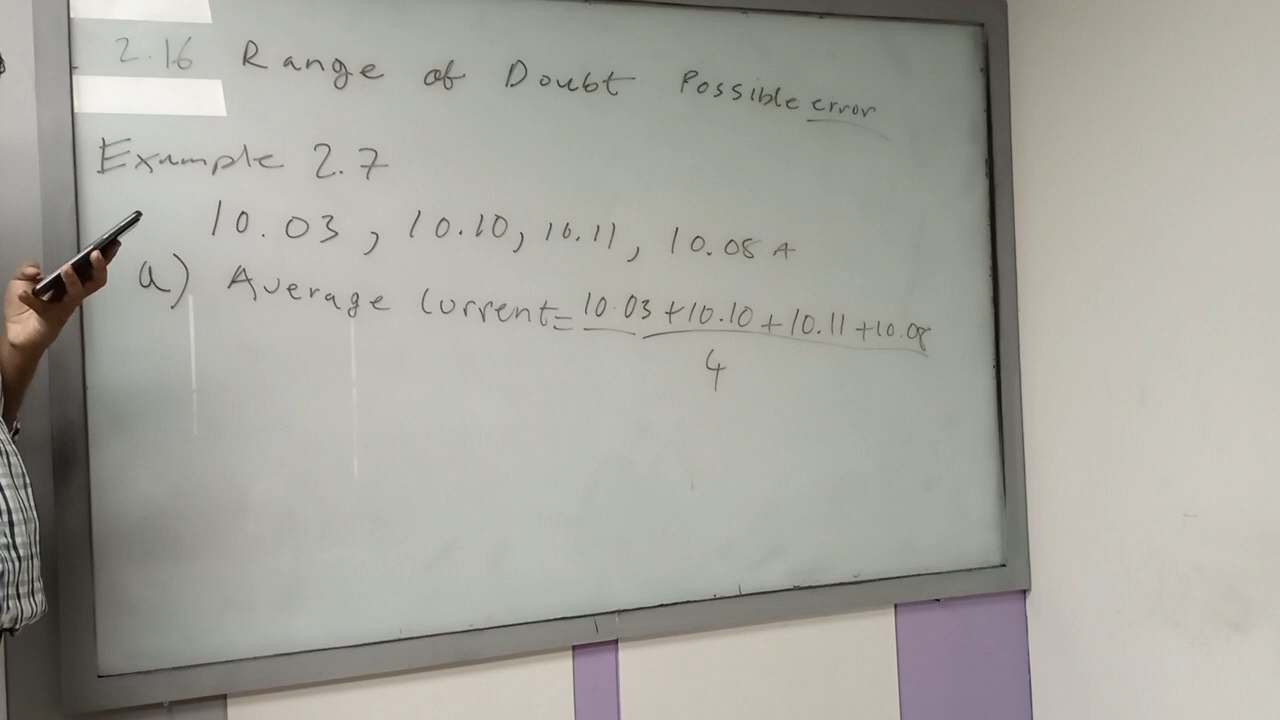 2.16 Range of Doubt Possible error
Example 2.7
10.03, 10.10, 10.11, 10.08 A
a) Average Current = 10.03 + 10.10 + 10.11 + 10.08
4